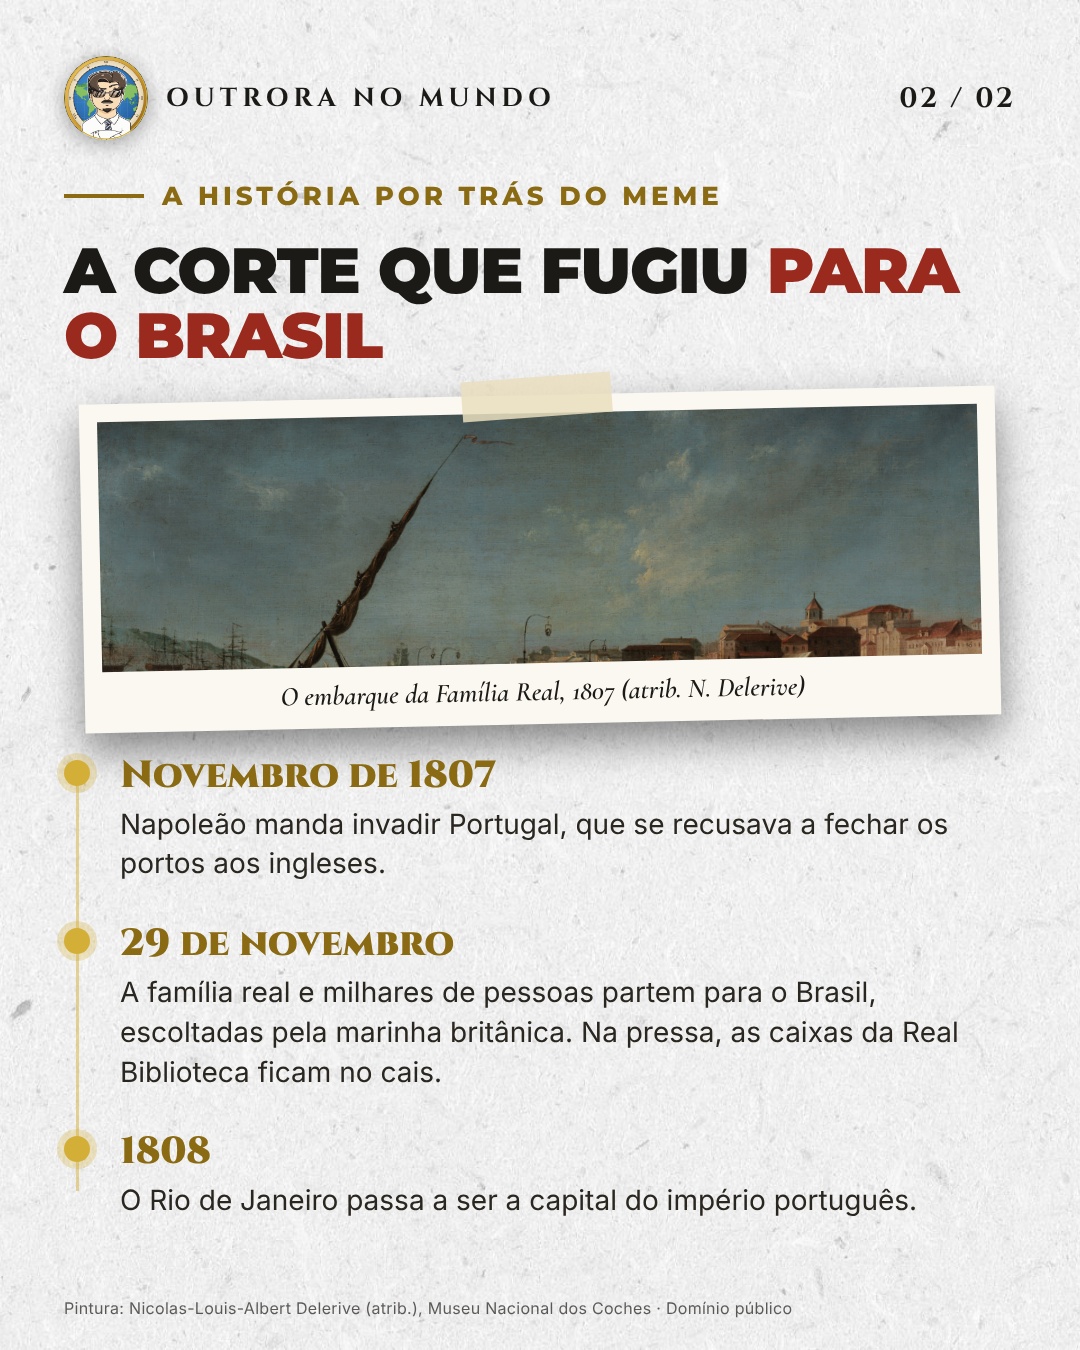 OUTRORA NO MUNDO
02 / 02
A HISTÓRIA POR TRÁS DO MEME
A CORTE QUE FUGIU PARA
O BRASIL
O embarque da Família Real, 1807 (atrib. N. Delerive)
Novembro de 1807
Napoleão manda invadir Portugal, que se recusava a fechar os
portos aos ingleses.
29 de novembro
A família real e milhares de pessoas partem para o Brasil,
escoltadas pela marinha britânica. Na pressa, as caixas da Real
Biblioteca ficam no cais.
1808
O Rio de Janeiro passa a ser a capital do império português.
Pintura: Nicolas-Louis-Albert Delerive (atrib.), Museu Nacional dos Coches · Domínio público